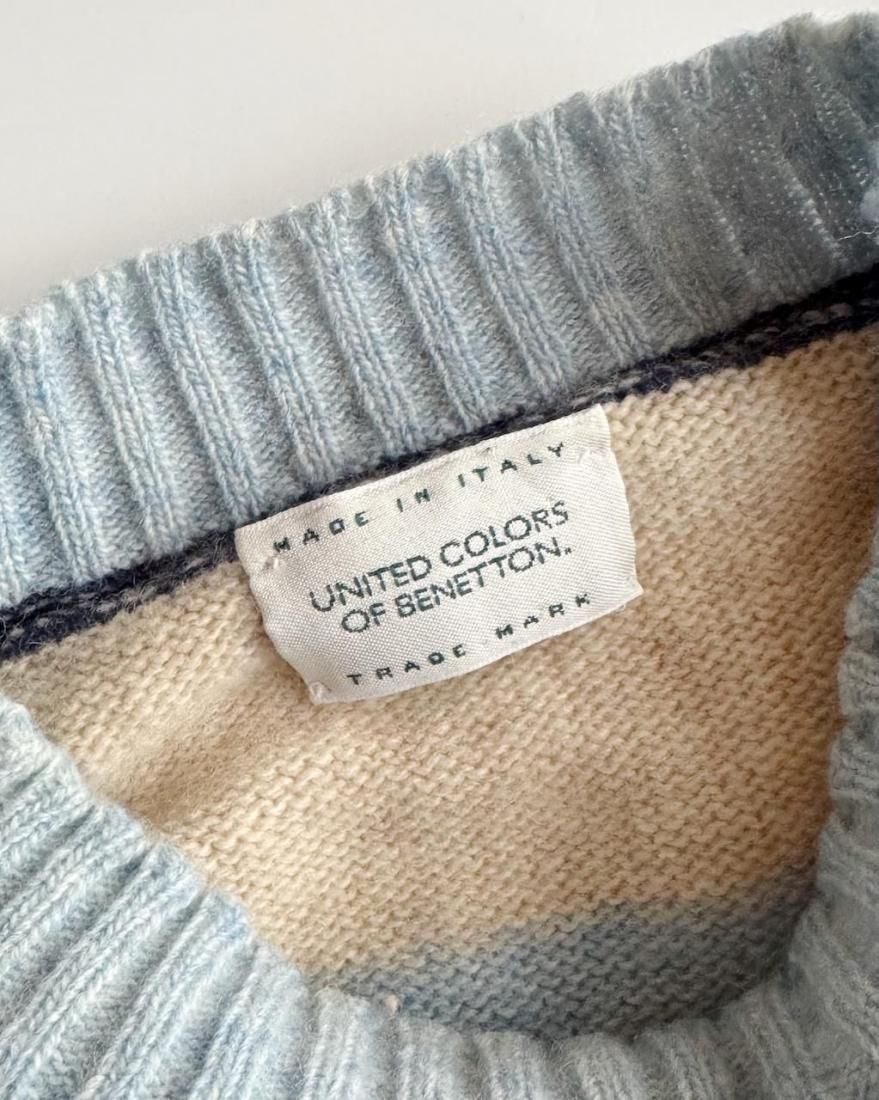 MADE IN ITALY
UNITED COLORS
OF BENETTON.
TRADE MARK